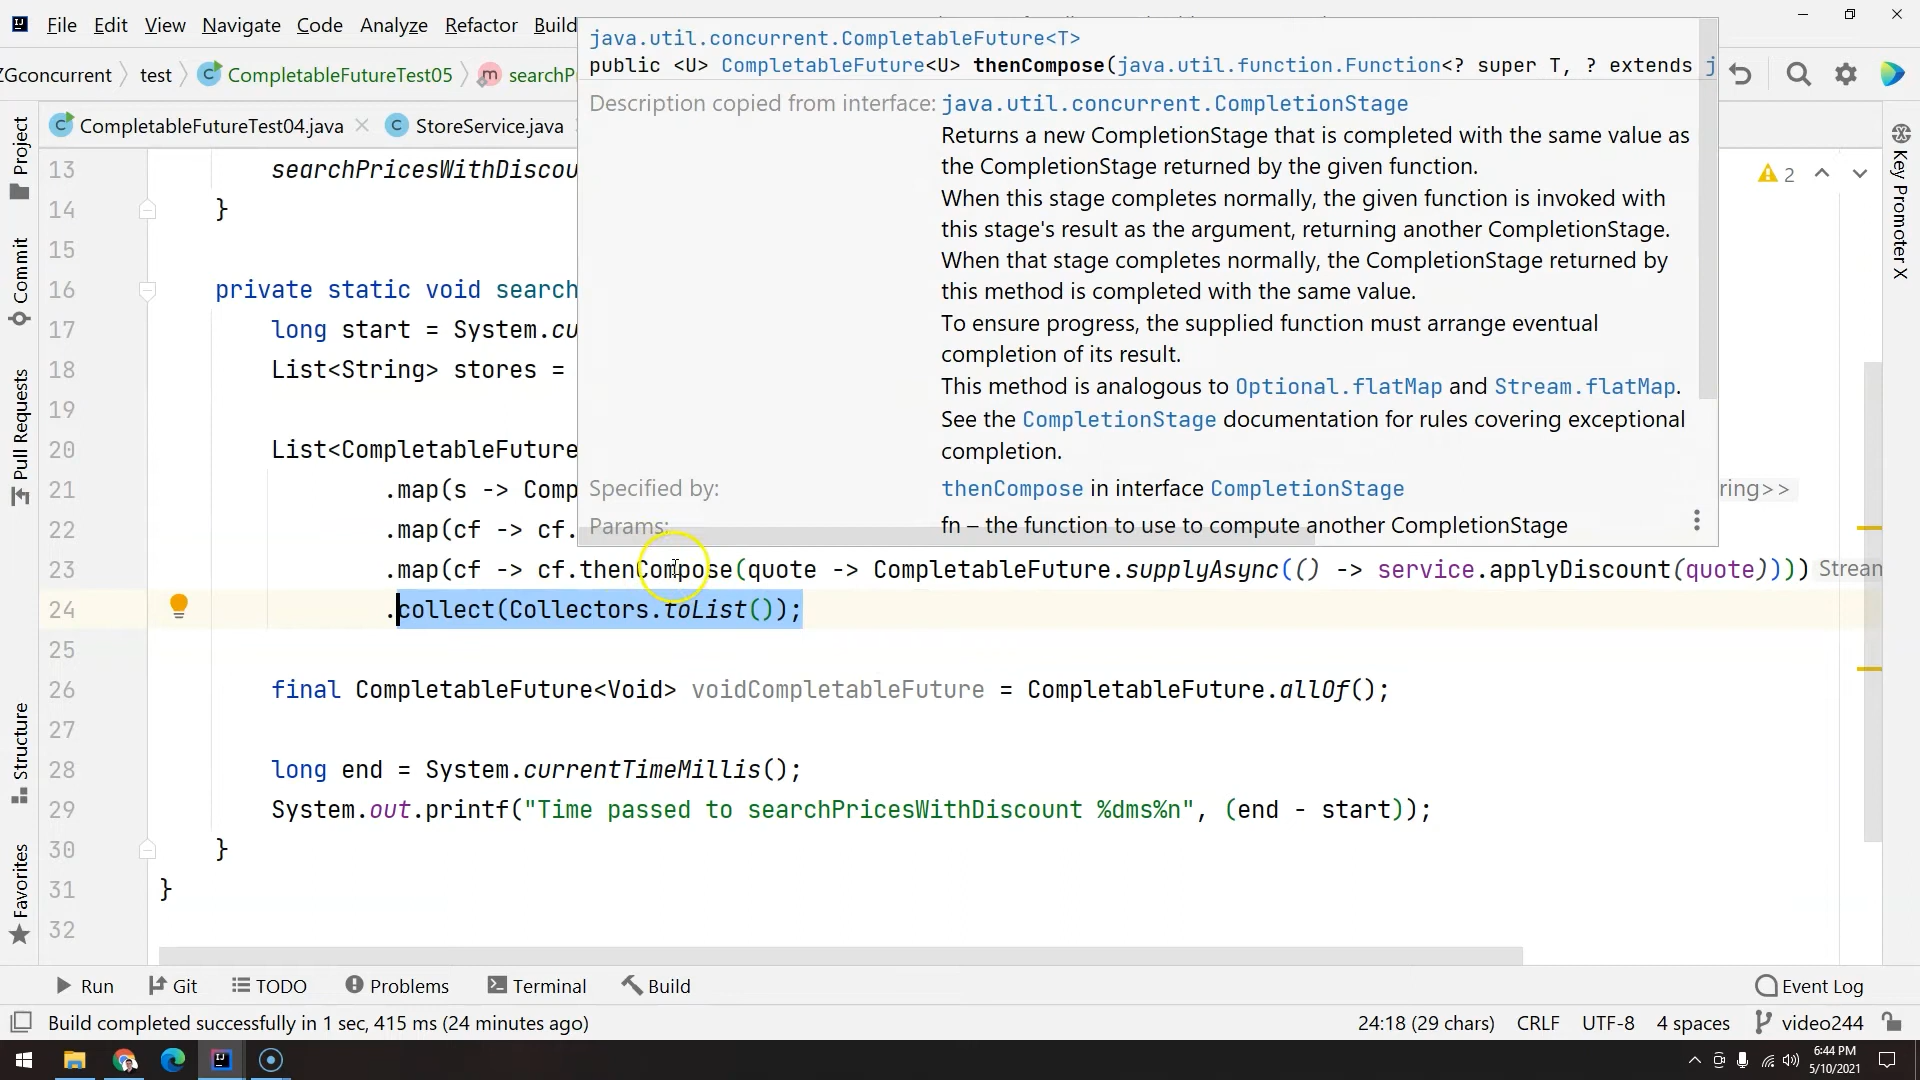 File Edit View Navigate Code Analyze Refactor Build
Gconcurrent test CompletableFutureTest05 m searchP
CompletableFutureTest04.java StoreService.java
java.util.concurrent.CompletableFuture<T>
public <U> CompletableFuture<U> thenCompose(java.util.function.Function<? super T, ? extends j
Description copied from interface: java.util.concurrent.CompletionStage
Returns a new CompletionStage that is completed with the same value as
the CompletionStage returned by the given function.
When this stage completes normally, the given function is invoked with
this stage's result as the argument, returning another CompletionStage.
When that stage completes normally, the CompletionStage returned by
this method is completed with the same value.
To ensure progress, the supplied function must arrange eventual
completion of its result.
This method is analogous to Optional.flatMap and Stream.flatMap.
See the CompletionStage documentation for rules covering exceptional
completion.
Specified by: thenCompose in interface CompletionStage
Params: fn – the function to use to compute another CompletionStage
2
Project
Commit
Pull Requests
Structure
Favorites
Key Promoter X
13 searchPricesWithDiscou
14 }
15
16 private static void search
17 long start = System.cu
18 List<String> stores =
19
20 List<CompletableFuture
21 .map(s -> Comp ring>>
22 .map(cf -> cf.
23 .map(cf -> cf.thenCompose(quote -> CompletableFuture.supplyAsync(() -> service.applyDiscount(quote)))) Stream
24 .collect(Collectors.toList());
25
26 final CompletableFuture<Void> voidCompletableFuture = CompletableFuture.allOf();
27
28 long end = System.currentTimeMillis();
29 System.out.printf("Time passed to searchPricesWithDiscount %dms%n", (end - start));
30 }
31 }
32
Run Git TODO Problems Terminal Build Event Log
Build completed successfully in 1 sec, 415 ms (24 minutes ago) 24:18 (29 chars) CRLF UTF-8 4 spaces video244
6:44 PM
5/10/2021